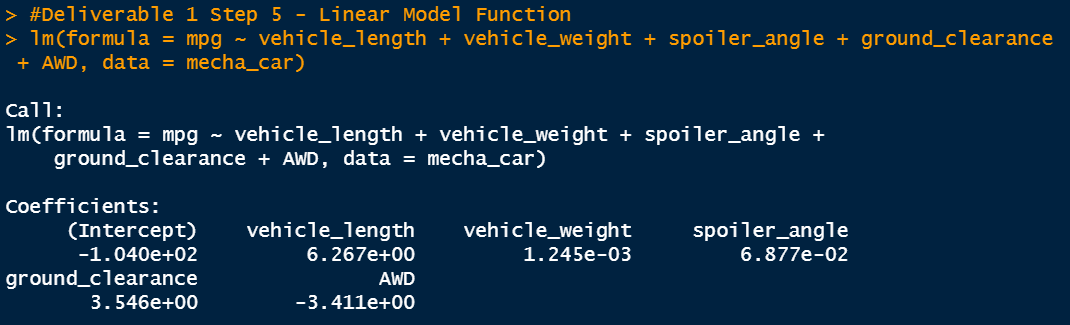 > #Deliverable 1 Step 5 - Linear Model Function
> lm(formula = mpg ~ vehicle_length + vehicle_weight + spoiler_angle + ground_clearance
 + AWD, data = mecha_car)

Call:
lm(formula = mpg ~ vehicle_length + vehicle_weight + spoiler_angle +
    ground_clearance + AWD, data = mecha_car)

Coefficients:
     (Intercept)    vehicle_length    vehicle_weight     spoiler_angle
      -1.040e+02         6.267e+00         1.245e-03         6.877e-02
ground_clearance               AWD
       3.546e+00        -3.411e+00